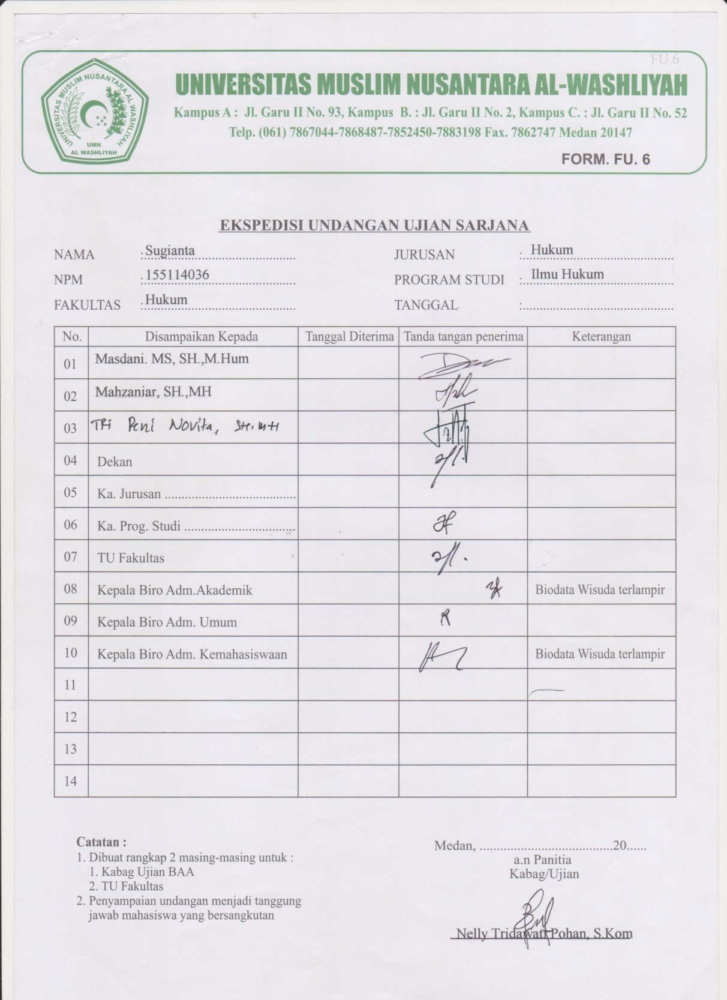 FU.6
UNIVERSITAS MUSLIM NUSANTARA AL WASHLIYAH
UMN
AL WASHLIYAH
UNIVERSITAS MUSLIM NUSANTARA AL-WASHLIYAH
Kampus A : Jl. Garu II No. 93, Kampus B. : Jl. Garu II No. 2, Kampus C. : Jl. Garu II No. 52
Telp. (061) 7867044-7868487-7852450-7883198 Fax. 7862747 Medan 20147
FORM. FU. 6
EKSPEDISI UNDANGAN UJIAN SARJANA
NAMA : Sugianta JURUSAN : Hukum
NPM : 155114036 PROGRAM STUDI : Ilmu Hukum
FAKULTAS : Hukum TANGGAL :
No. Disampaikan Kepada Tanggal Diterima Tanda tangan penerima Keterangan
01 Masdani. MS, SH.,M.Hum
02 Mahzaniar, SH.,MH
03 Tri Peni Novita, SH.MH
04 Dekan
05 Ka. Jurusan ........................................
06 Ka. Prog. Studi ..................................
07 TU Fakultas
08 Kepala Biro Adm.Akademik Biodata Wisuda terlampir
09 Kepala Biro Adm. Umum
10 Kepala Biro Adm. Kemahasiswaan Biodata Wisuda terlampir
11
12
13
14
Catatan :
1. Dibuat rangkap 2 masing-masing untuk :
1. Kabag Ujian BAA
2. TU Fakultas
2. Penyampaian undangan menjadi tanggung
jawab mahasiswa yang bersangkutan
Medan, ........................................20......
a.n Panitia
Kabag/Ujian
Nelly Tridawati Pohan, S.Kom